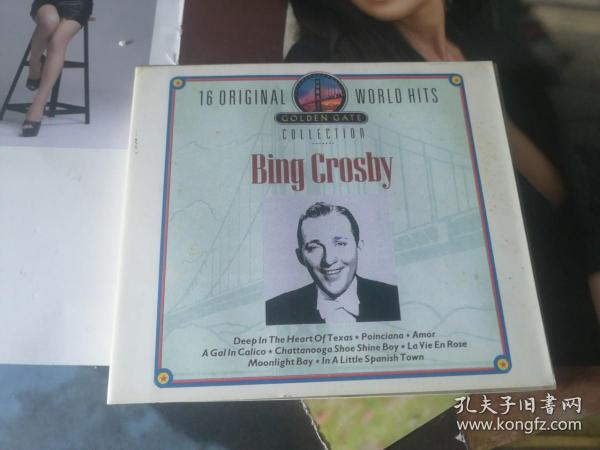 16 ORIGINAL WORLD HITS
GOLDEN GATE
COLLECTION
Bing Crosby
Deep In The Heart Of Texas • Poinciana • Amor
A Gal In Calico • Chattanooga Shoe Shine Boy • La Vie En Rose
Moonlight Bay • In A Little Spanish Town
孔夫子旧书网
www.kongfz.com